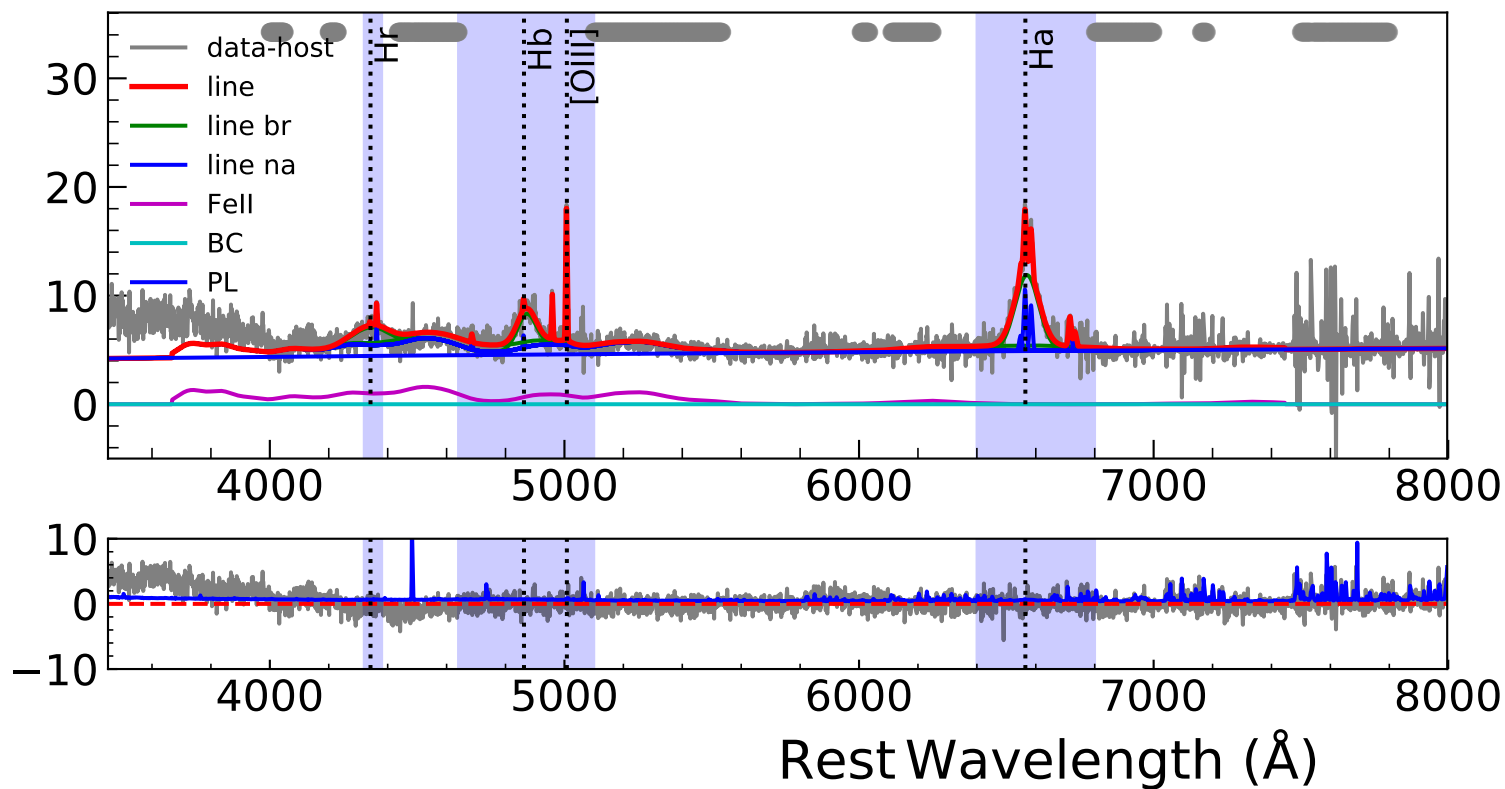 30
20
10
0
data-host
line
line br
line na
FeII
BC
PL
Hr
Hb
[OIII]
Ha
4000 5000 6000 7000 8000
10
0
−10
4000 5000 6000 7000 8000
Rest Wavelength (Å)